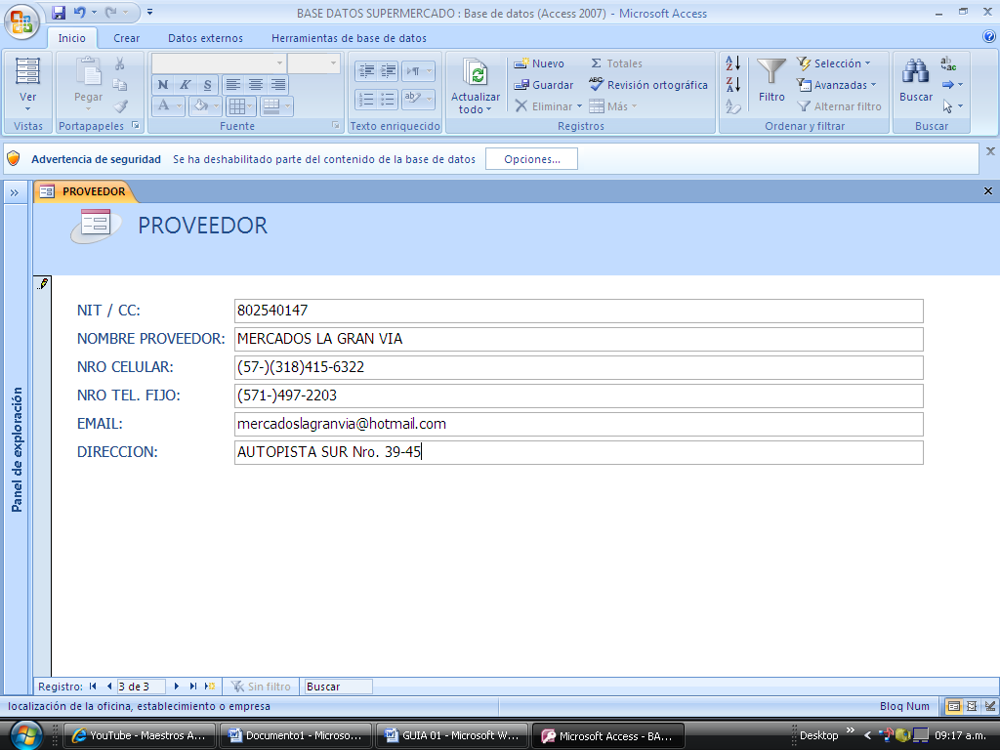 BASE DATOS SUPERMERCADO : Base de datos (Access 2007) - Microsoft Access
Inicio Crear Datos externos Herramientas de base de datos
Ver
Vistas
Pegar
Portapapeles
N K S
A
ab
Fuente
Texto enriquecido
Actualizar
todo
Nuevo
Guardar
Eliminar
Σ Totales
ABC Revisión ortográfica
Más
Registros
A
Z
Z
A
Filtro
Selección
Avanzadas
Alternar filtro
Ordenar y filtrar
Buscar
ab
ac
Buscar
Advertencia de seguridad Se ha deshabilitado parte del contenido de la base de datos Opciones...
» PROVEEDOR
PROVEEDOR
NIT / CC: 802540147
NOMBRE PROVEEDOR: MERCADOS LA GRAN VIA
NRO CELULAR: (57-)(318)415-6322
NRO TEL. FIJO: (571-)497-2203
EMAIL: mercadoslagranvia@hotmail.com
DIRECCION: AUTOPISTA SUR Nro. 39-45
Panel de exploración
Registro: 3 de 3 Sin filtro Buscar
localización de la oficina, establecimiento o empresa Bloq Num
YouTube - Maestros A... Documento1 - Microso... GUIA 01 - Microsoft W... Microsoft Access - BA... Desktop » < 09:17 a.m.